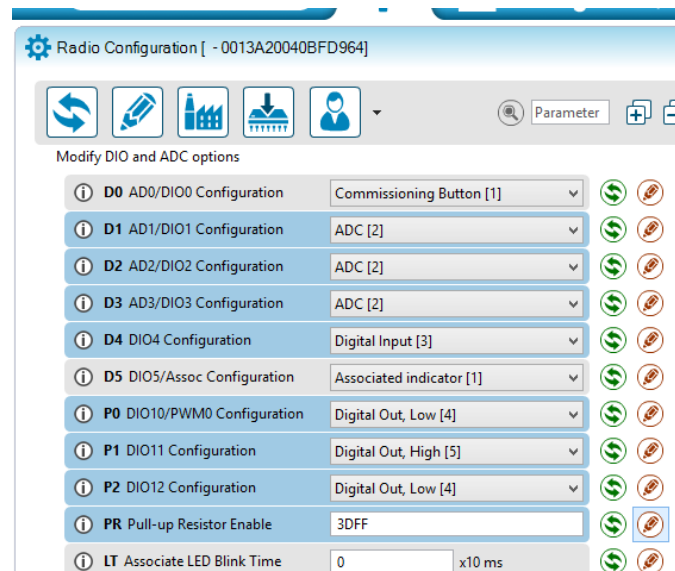 Radio Configuration [ - 0013A20040BFD964]
Parameter
Modify DIO and ADC options
D0 AD0/DIO0 Configuration Commissioning Button [1]
D1 AD1/DIO1 Configuration ADC [2]
D2 AD2/DIO2 Configuration ADC [2]
D3 AD3/DIO3 Configuration ADC [2]
D4 DIO4 Configuration Digital Input [3]
D5 DIO5/Assoc Configuration Associated indicator [1]
P0 DIO10/PWM0 Configuration Digital Out, Low [4]
P1 DIO11 Configuration Digital Out, High [5]
P2 DIO12 Configuration Digital Out, Low [4]
PR Pull-up Resistor Enable 3DFF
LT Associate LED Blink Time 0 x10 ms